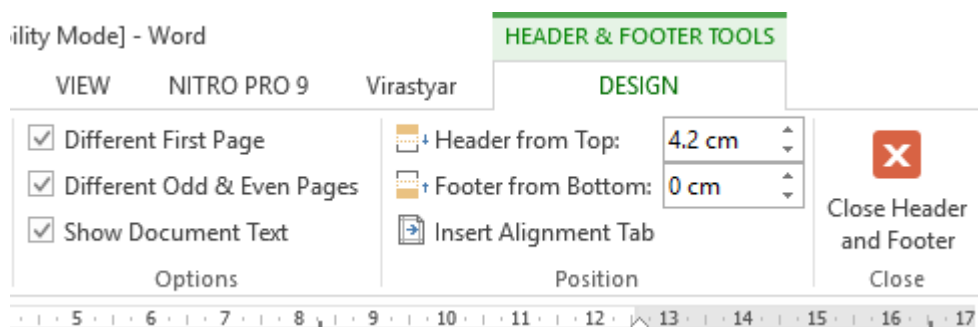 ility Mode] - Word
HEADER & FOOTER TOOLS
VIEW NITRO PRO 9 Virastyar DESIGN
Different First Page
Different Odd & Even Pages
Show Document Text
Options
Header from Top: 4.2 cm
Footer from Bottom: 0 cm
Insert Alignment Tab
Position
Close Header
and Footer
Close
5 6 7 8 9 10 11 12 13 14 15 16 17